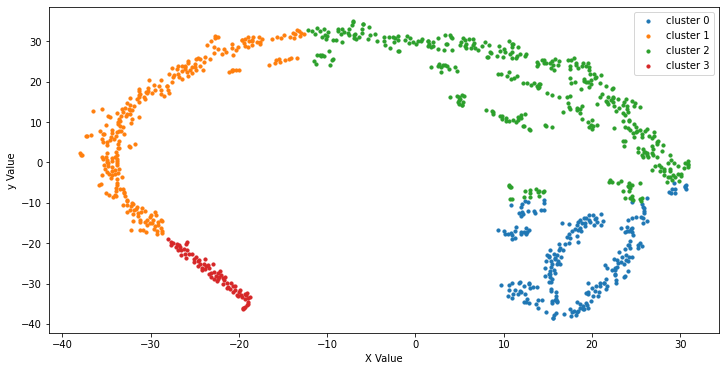 cluster 0
cluster 1
cluster 2
cluster 3
30
20
10
0
−10
−20
−30
−40
y Value
−40 −30 −20 −10 0 10 20 30
X Value